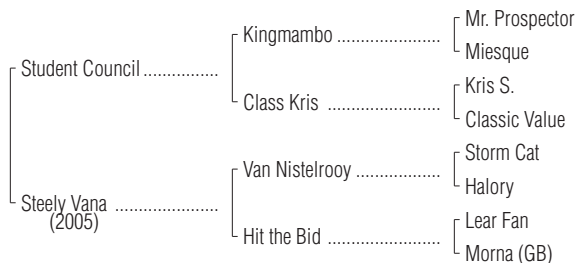 Mr. Prospector
Kingmambo ....................
Miesque
Student Council ...............
Kris S.
Class Kris ......................
Classic Value
Storm Cat
Van Nistelrooy ................
Halory
Steely Vana ....................
(2005)
Lear Fan
Hit the Bid ......................
Morna (GB)